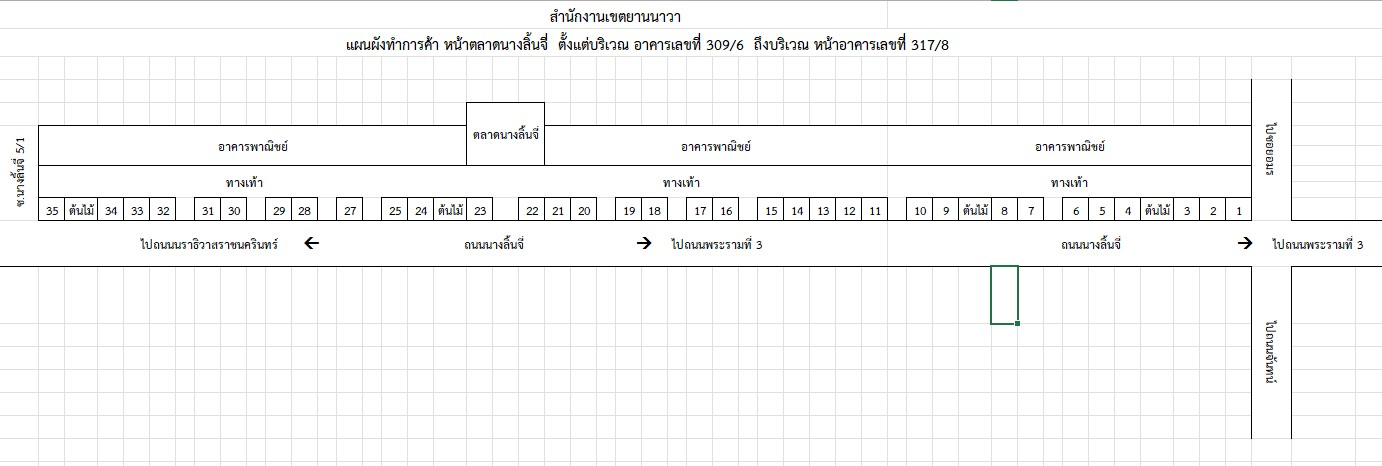 สำนักงานเขตยานนาวา
แผนผังทำการค้า หน้าตลาดนางลิ้นจี่ ตั้งแต่บริเวณ อาคารเลขที่ 309/6 ถึงบริเวณ หน้าอาคารเลขที่ 317/8
ตลาดนางลิ้นจี่
อาคารพาณิชย์ อาคารพาณิชย์ อาคารพาณิชย์
ซ.นางลิ้นจี่ 5/1
ไปซอยอมร
ทางเท้า ทางเท้า ทางเท้า
35 ต้นไม้ 34 33 32 31 30 29 28 27 25 24 ต้นไม้ 23 22 21 20 19 18 17 16 15 14 13 12 11 10 9 ต้นไม้ 8 7 6 5 4 ต้นไม้ 3 2 1
ไปถนนนราธิวาสราชนครินทร์ ← ถนนนางลิ้นจี่ → ไปถนนพระรามที่ 3 ถนนนางลิ้นจี่ → ไปถนนพระรามที่ 3
ไปถนนจันทน์